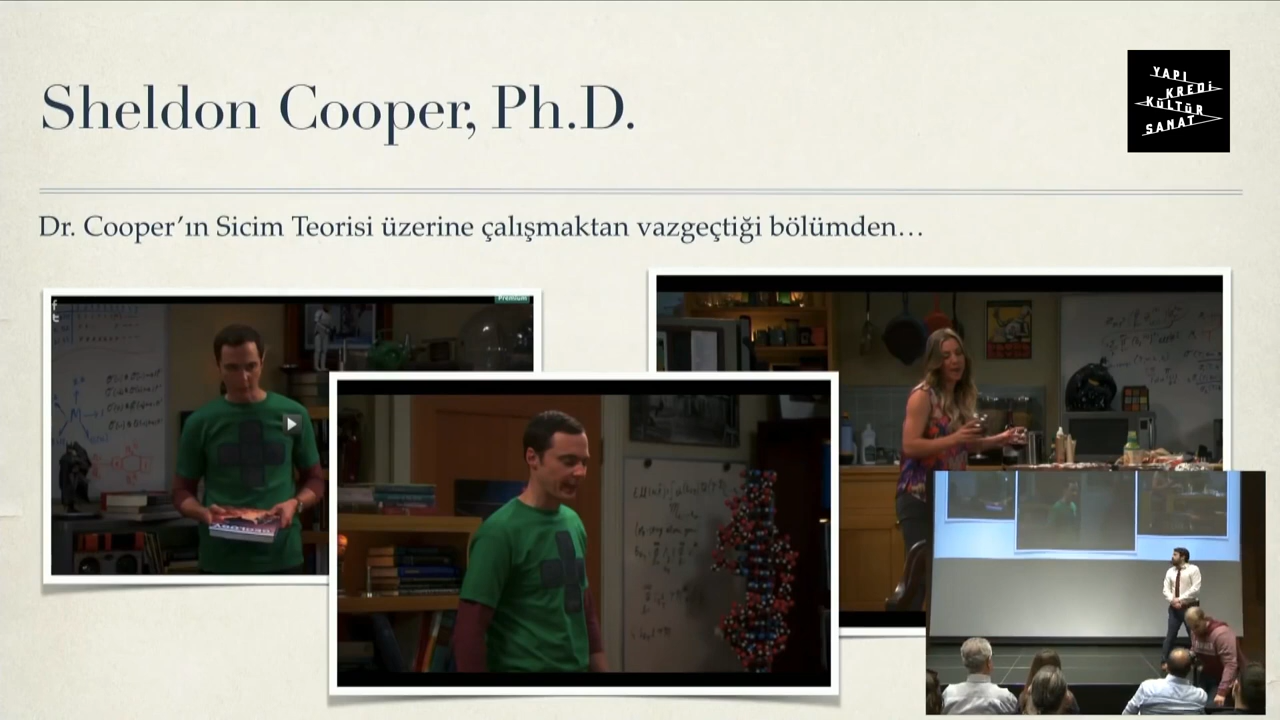 Sheldon Cooper, Ph.D.
YAPI
KREDİ
KÜLTÜR
SANAT
Dr. Cooper’ın Sicim Teorisi üzerine çalışmaktan vazgeçtiği bölümden…
Premium